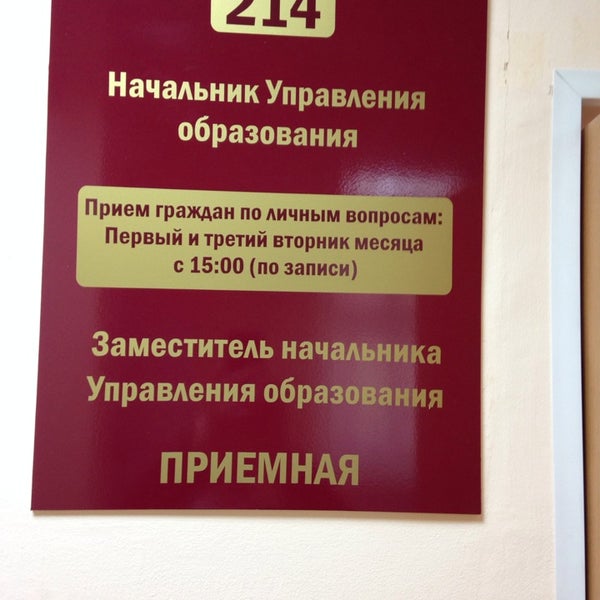 214
Начальник Управления
образования
Прием граждан по личным вопросам:
Первый и третий вторник месяца
с 15:00 (по записи)
Заместитель начальника
Управления образования
ПРИЕМНАЯ